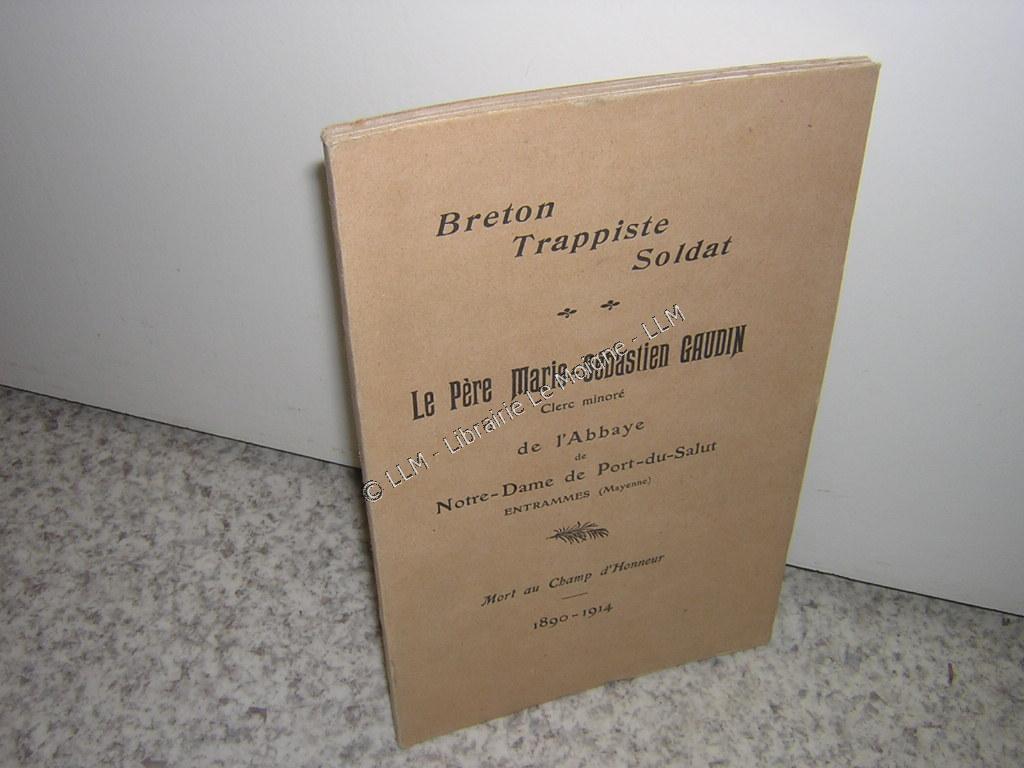 Breton
Trappiste
Soldat
Le Père Marie-Sébastien GAUDIN
Clerc minoré
de l'Abbaye
de
Notre-Dame de Port-du-Salut
ENTRAMMES (Mayenne)
Mort au Champ d'Honneur
1890-1914
© LLM - Librairie Le Moigne - LLM